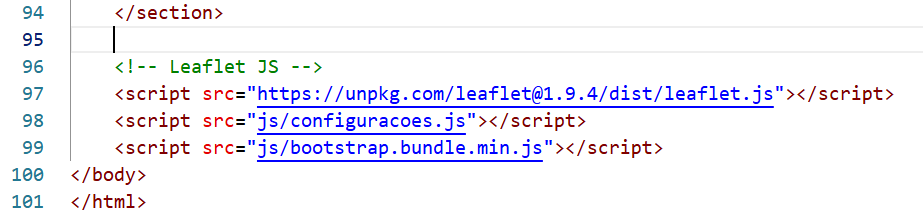 94 </section>
95
96 <!-- Leaflet JS -->
97 <script src="https://unpkg.com/leaflet@1.9.4/dist/leaflet.js"></script>
98 <script src="js/configuracoes.js"></script>
99 <script src="js/bootstrap.bundle.min.js"></script>
100 </body>
101 </html>